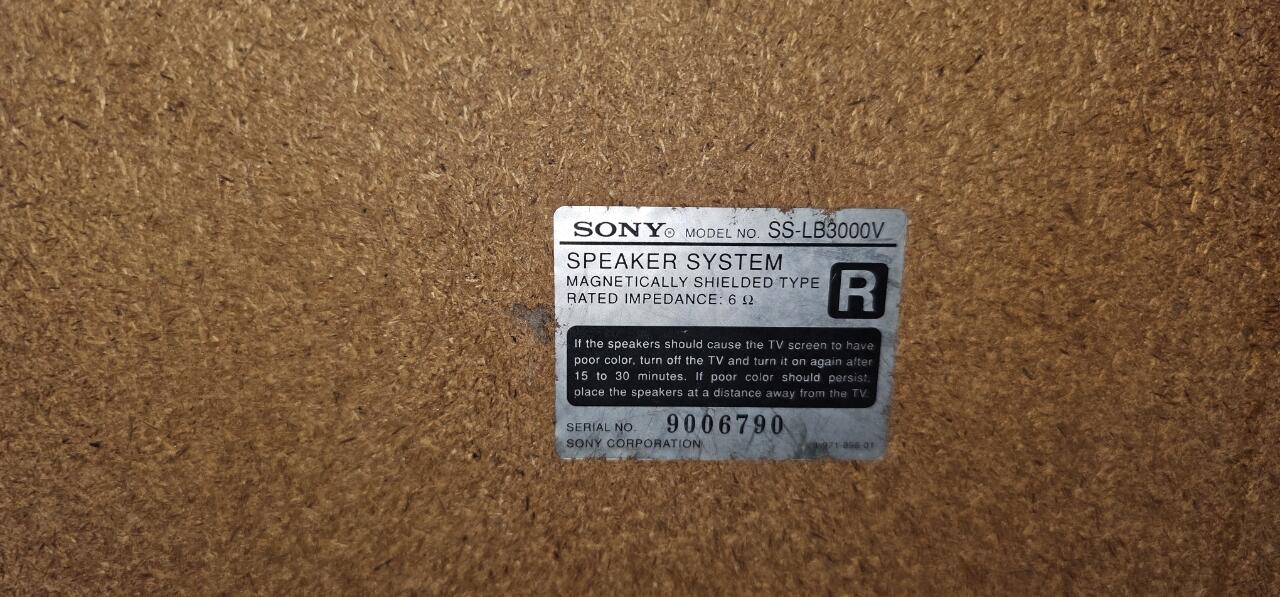 SONY® MODEL NO. SS-LB3000V
SPEAKER SYSTEM
MAGNETICALLY SHIELDED TYPE
RATED IMPEDANCE: 6 Ω
R
If the speakers should cause the TV screen to have
poor color, turn off the TV and turn it on again after
15 to 30 minutes. If poor color should persist,
place the speakers at a distance away from the TV.
SERIAL NO. 9006790
SONY CORPORATION